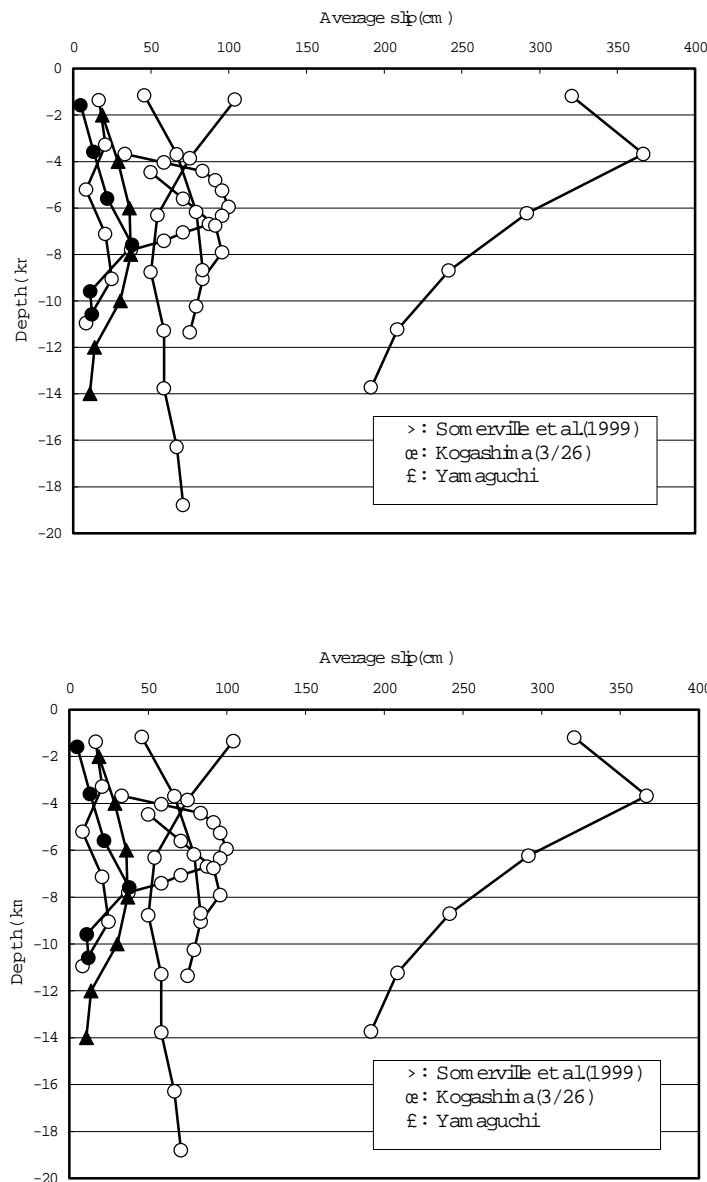 Average slip(cm)
0 50 100 150 200 250 300 350 400
0
-2
-4
-6
-8
-10
-12
-14
-16
-18
-20
Depth(kr
>: Somerville et al.(1999)
œ: Kogashima(3/26)
£: Yamaguchi
Average slip(cm)
0 50 100 150 200 250 300 350 400
0
-2
-4
-6
-8
-10
-12
-14
-16
-18
-20
Depth(km
>: Somerville et al.(1999)
œ: Kogashima(3/26)
£: Yamaguchi